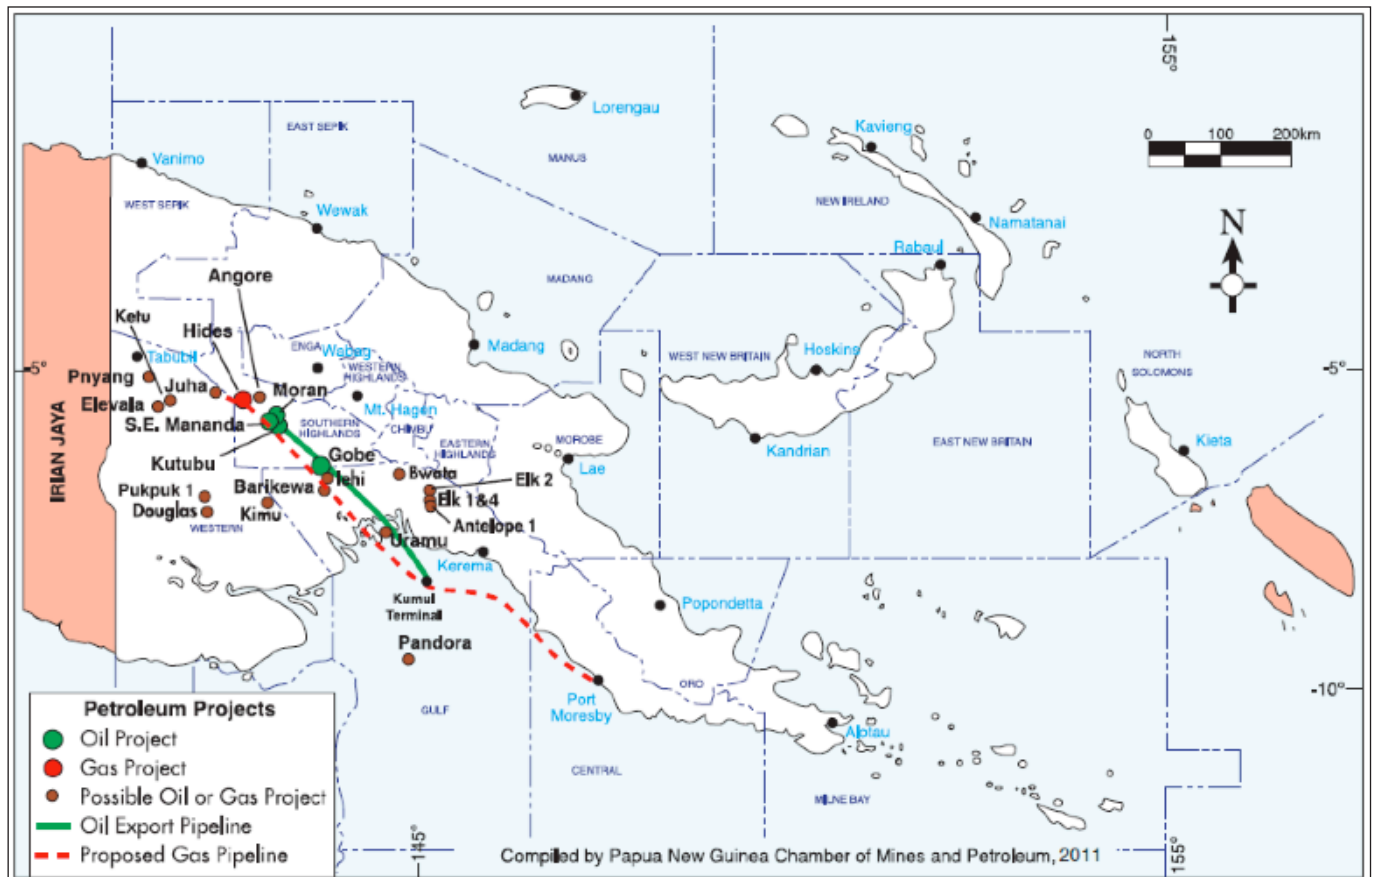 155°
Lorengau
0 100 200km
Kavieng
EAST SEPIK
MANUS
Vanimo
WEST SEPIK
NEW IRELAND
Wewak
Namatanai
N
Rabaul
Angore
MADANG
Ketu
Hides
ENGA
Wabag
Madang
Hoskins
WEST NEW BRITAIN
NORTH
SOLOMONS
Tabubil
WESTERN
HIGHLANDS
-5°
-5°
Pnyang
Juha
Moran
Elevala
Mt. Hagen
S.E. Mananda
SOUTHERN
HIGHLANDS
CHIMBU
EASTERN
HIGHLANDS
MOROBE
EAST NEW BRITAIN
Kieta
Kandrian
IRIAN JAYA
Kutubu
Gobe
Lae
Iehi
Bwata
Elk 2
Pukpuk 1
Barikewa
Elk 1&4
Douglas
Kimu
WESTERN
Antelope 1
Uramu
Kerema
Kumul
Terminal
Popondetta
Pandora
ORO
Port
Moresby
GULF
Alotau
CENTRAL
MILNE BAY
Petroleum Projects
Oil Project
Gas Project
Possible Oil or Gas Project
Oil Export Pipeline
Proposed Gas Pipeline
-10°
145°
Compiled by Papua New Guinea Chamber of Mines and Petroleum, 2011
155°